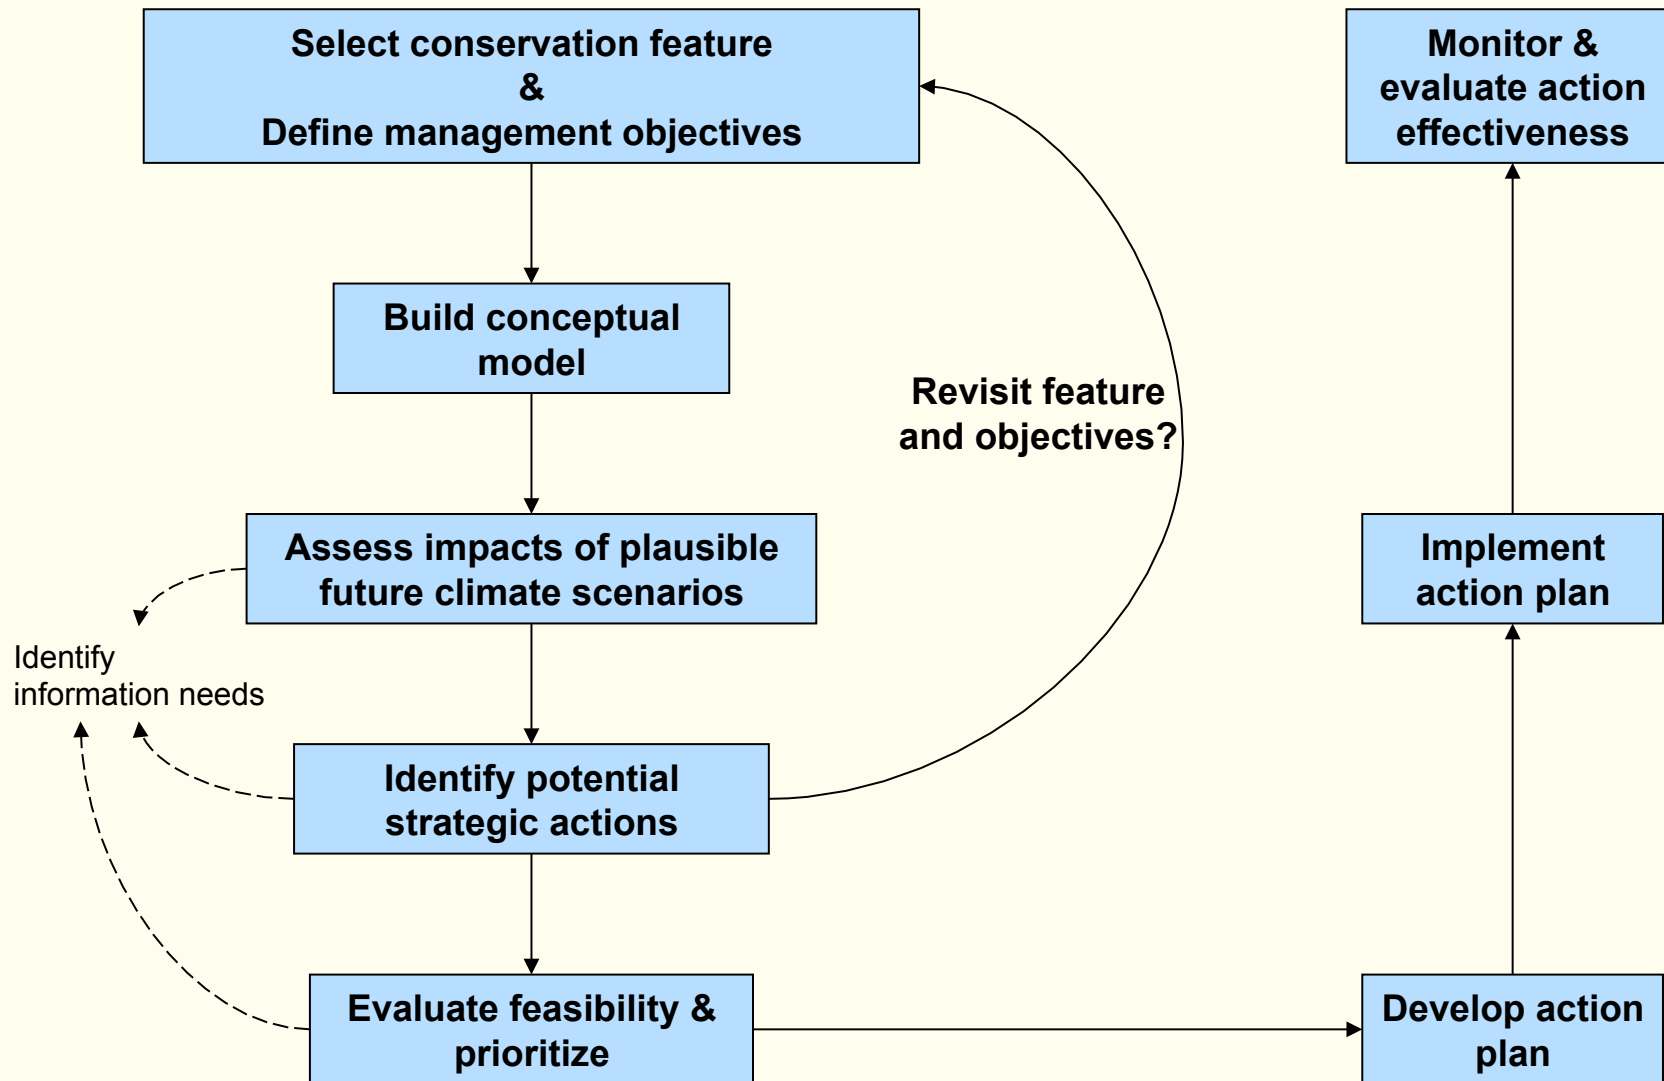 Select conservation feature
&
Define management objectives
Build conceptual
model
Assess impacts of plausible
future climate scenarios
Identify
information needs
Identify potential
strategic actions
Revisit feature
and objectives?
Evaluate feasibility &
prioritize
Develop action
plan
Implement
action plan
Monitor &
evaluate action
effectiveness